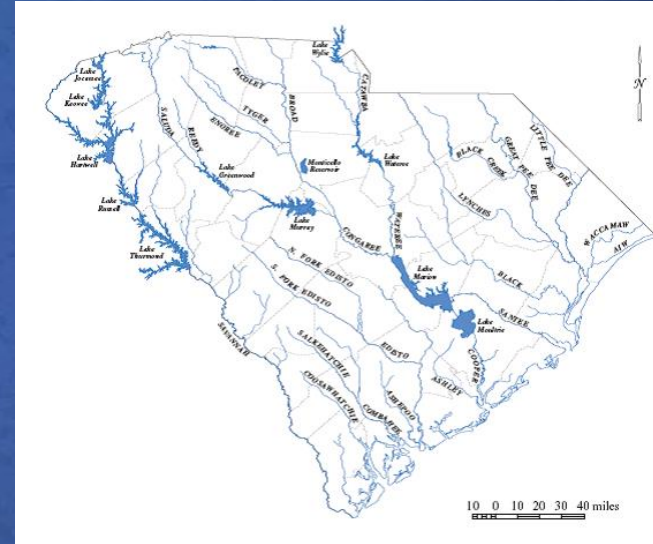 Lake
Wylie
Lake
Jocassee
Lake
Keowee
PACOLET
TYGER
ENOREE
BROAD
CATAWBA
N
SALUDA
REEDY
Lake
Hartwell
Lake
Greenwood
Monticello
Reservoir
Lake
Wateree
BLACK CREEK
GREAT PEE DEE
LITTLE PEE DEE
Lake
Russell
Lake
Murray
LYNCHES
WACCAMAW
AIW
Lake
Thurmond
CONGAREE
WATEREE
N. FORK EDISTO
S. FORK EDISTO
Lake
Marion
BLACK
SANTEE
Lake
Moultrie
SAVANNAH
SALKEHATCHIE
EDISTO
COOPER
ASHLEY
COOSAWHATCHIE
COMBAHEE
ASHEPOO
10 0 10 20 30 40 miles